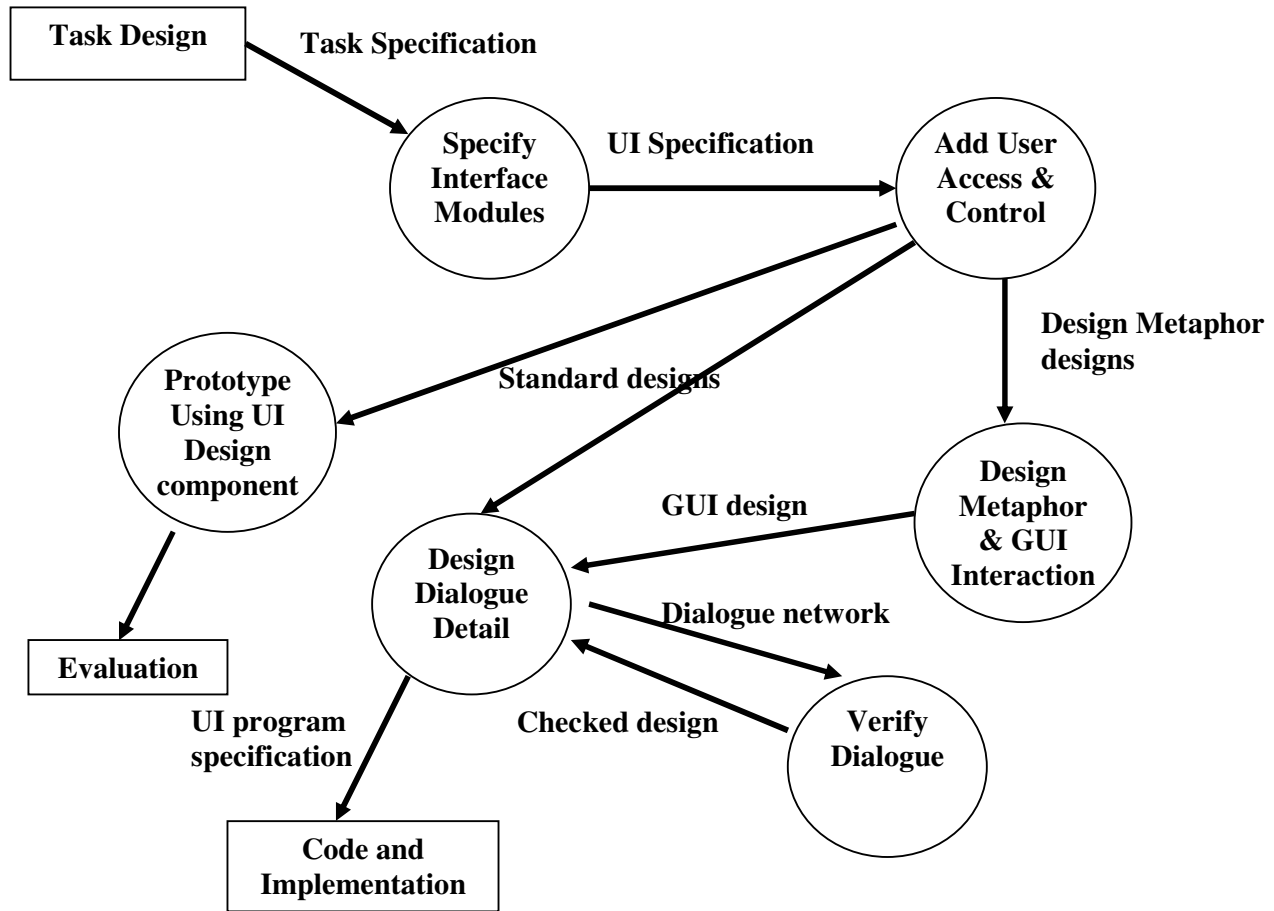 Task Design
Task Specification
Specify
Interface
Modules
UI Specification
Add User
Access &
Control
Design Metaphor
designs
Prototype
Using UI
Design
component
Standard designs
Design
Metaphor
& GUI
Interaction
GUI design
Design
Dialogue
Detail
Dialogue network
Evaluation
UI program
specification
Checked design
Verify
Dialogue
Code and
Implementation